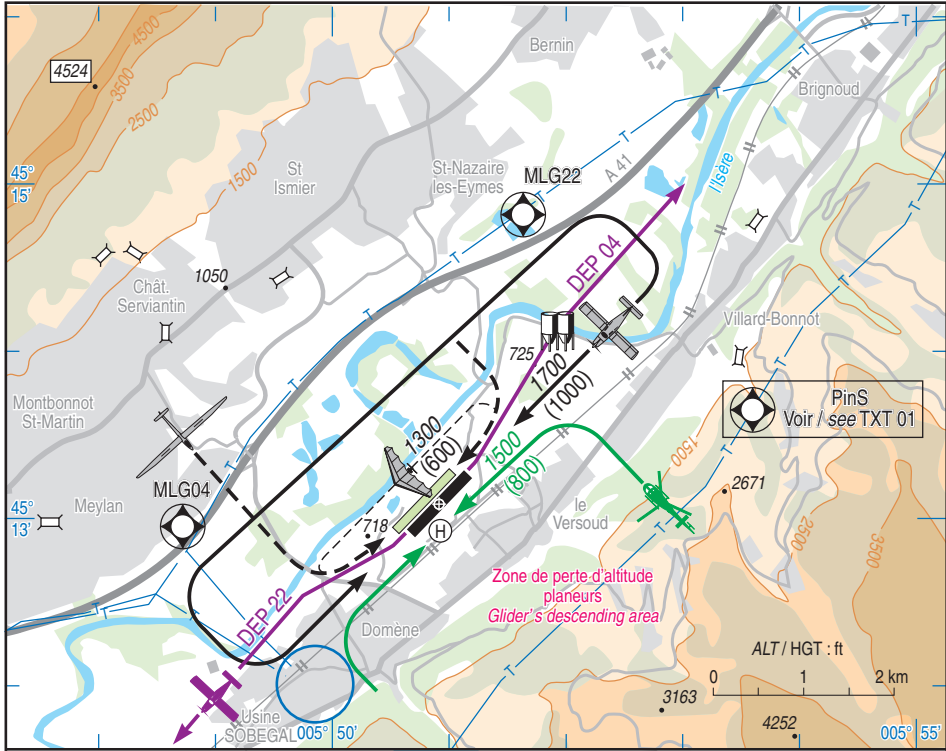 4500
4524
3500
2500
1500
Bernin
T
Brignoud
A 41
45°
15'
St
Ismier
St-Nazaire
les-Eymes
MLG22
l'Isère
DEP 04
1050
Chât.
Serviantin
725
1700
(1000)
Villard-Bonnot
PinS
Voir / see TXT 01
Montbonnot
St-Martin
1300
(600)
1500
(800)
1500
2671
2500
3500
Meylan
MLG04
45°
13'
718
H
le
Versoud
Zone de perte d'altitude
planeurs
Glider's descending area
DEP 22
Domène
ALT / HGT : ft
0 1 2 km
3163
4252
Usine
SOBEGAL
005° 50'
005° 55'